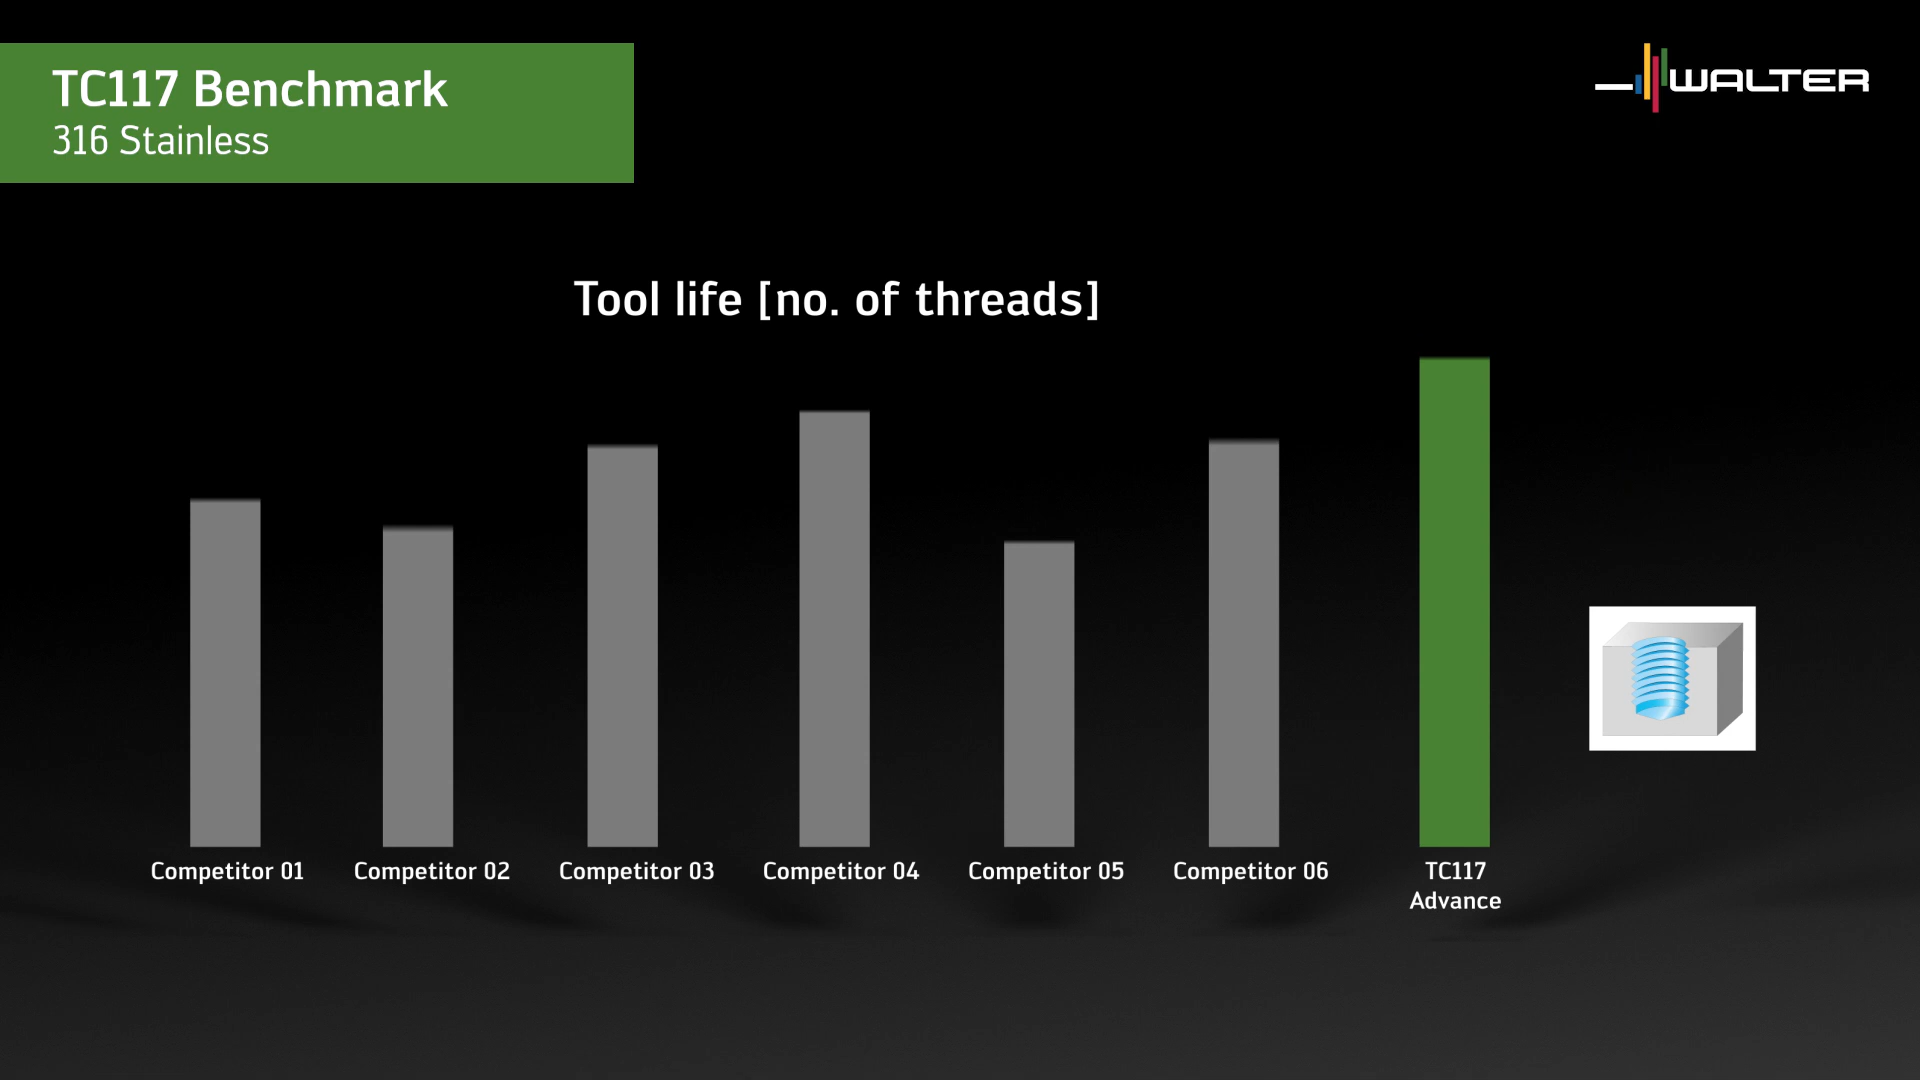 TC117 Benchmark
316 Stainless
WALTER
Tool life [no. of threads]
Competitor 01
Competitor 02
Competitor 03
Competitor 04
Competitor 05
Competitor 06
TC117
Advance